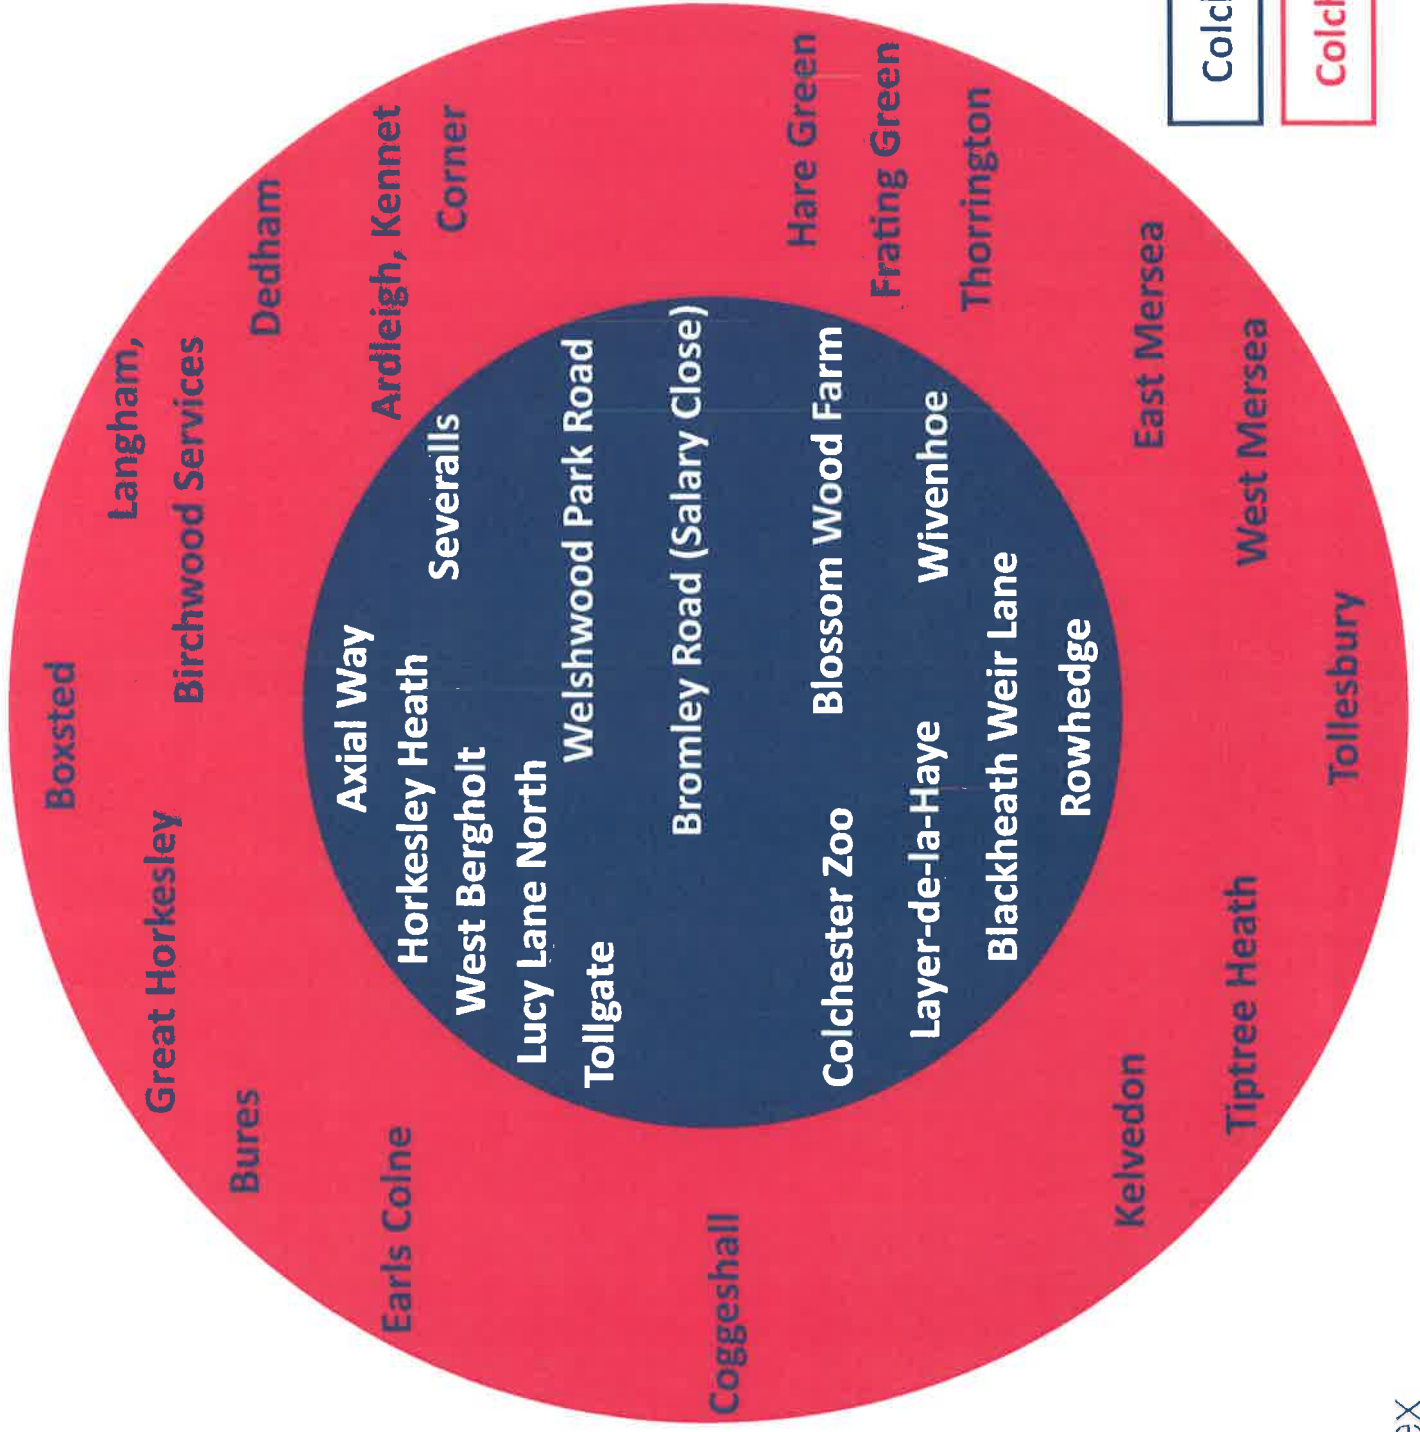 Boxsted
Langham,
Birchwood Services
Great Horkesley
Dedham
Bures
Ardleigh, Kennet
Corner
Earls Colne
Axial Way
Horkesley Heath
Severalls
West Bergholt
Lucy Lane North
Welshwood Park Road
Tollgate
Bromley Road (Salary Close)
Coggeshall
Hare Green
Colchester Zoo
Blossom Wood Farm
Frating Green
Layer-de-la-Haye
Wivenhoe
Thorrington
Blackheath Weir Lane
Rowhedge
Kelvedon
East Mersea
Tiptree Heath
West Mersea
Tollesbury